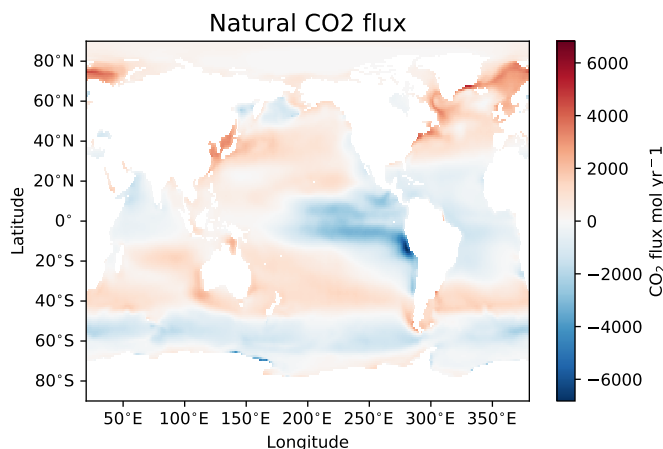 Natural CO2 flux
80°N
60°N
40°N
20°N
0°
20°S
40°S
60°S
80°S
Latitude
50°E
100°E
150°E
200°E
250°E
300°E
350°E
Longitude
6000
4000
2000
0
−2000
−4000
−6000
CO₂ flux mol yr−1